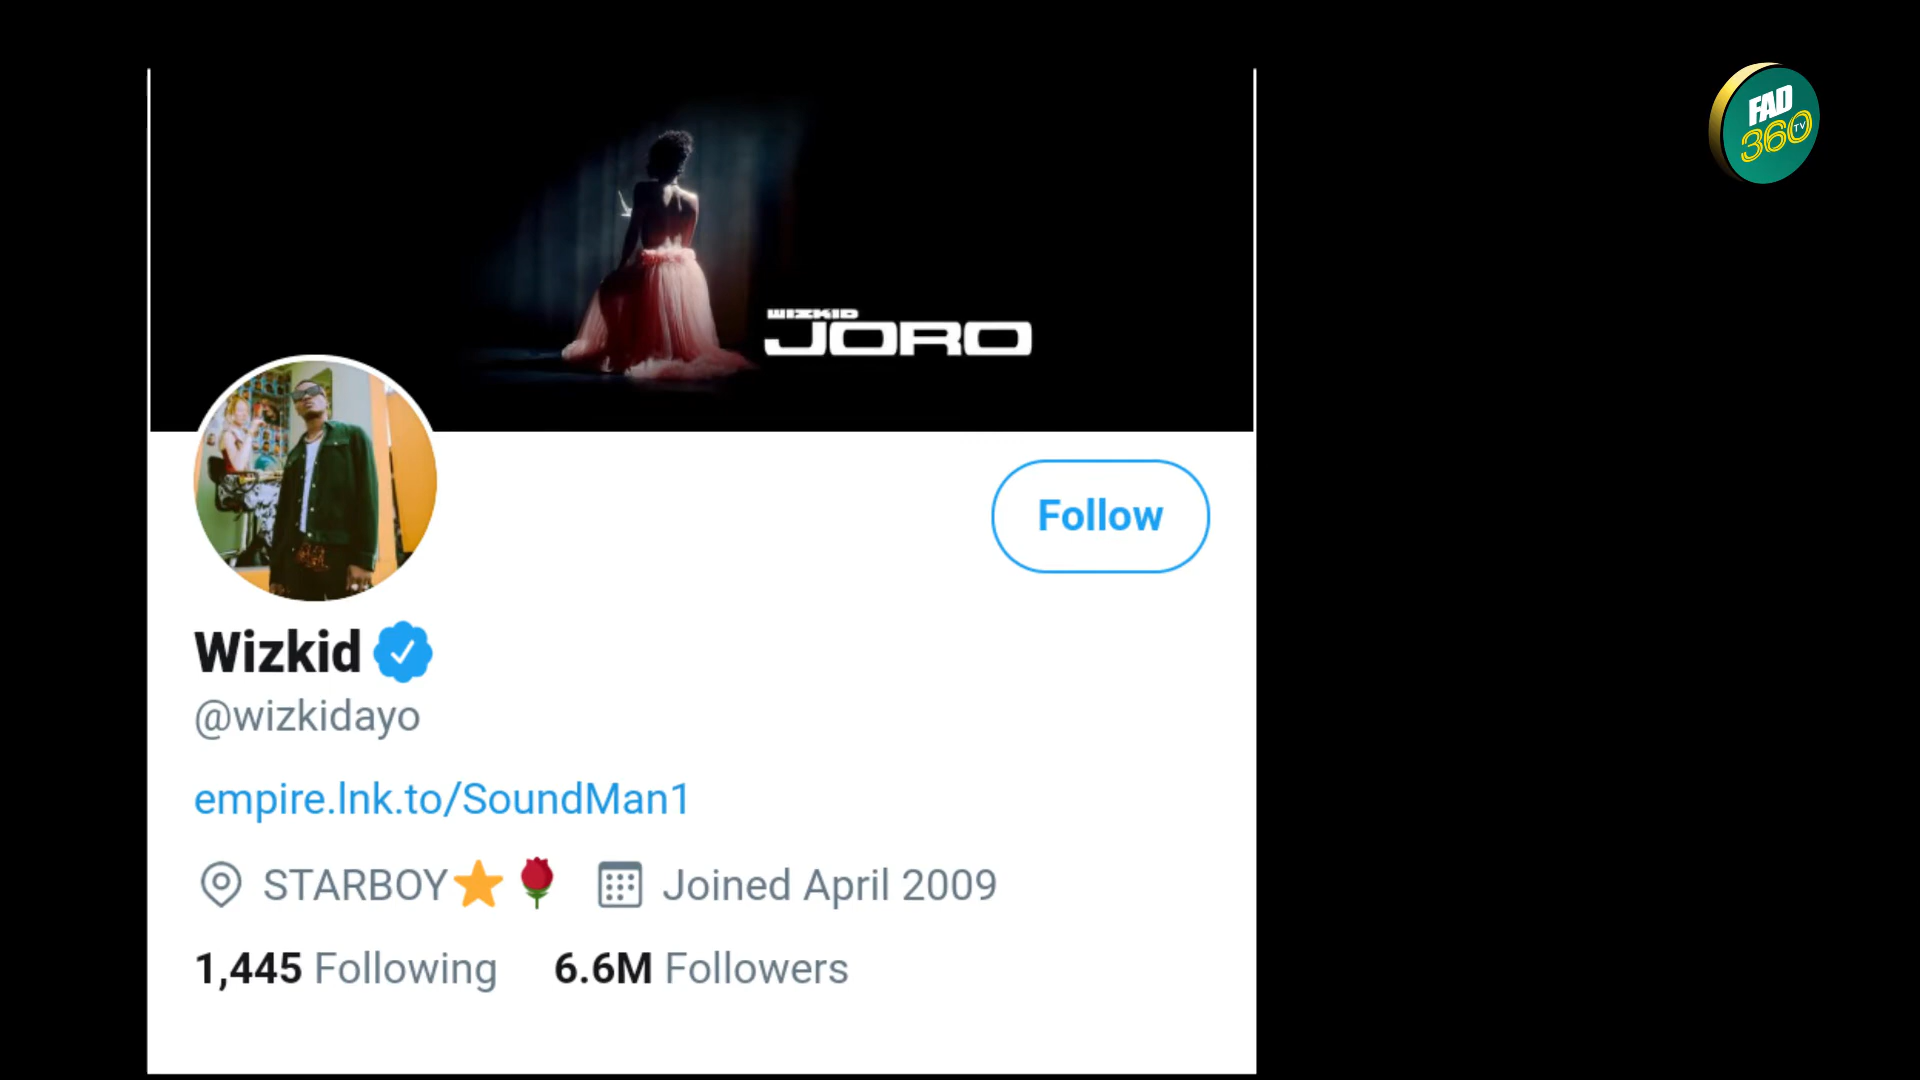 FAD
360
TV
WIZKID
JORO
Follow
Wizkid
@wizkidayo
empire.lnk.to/SoundMan1
STARBOY⭐🌹 Joined April 2009
1,445 Following 6.6M Followers